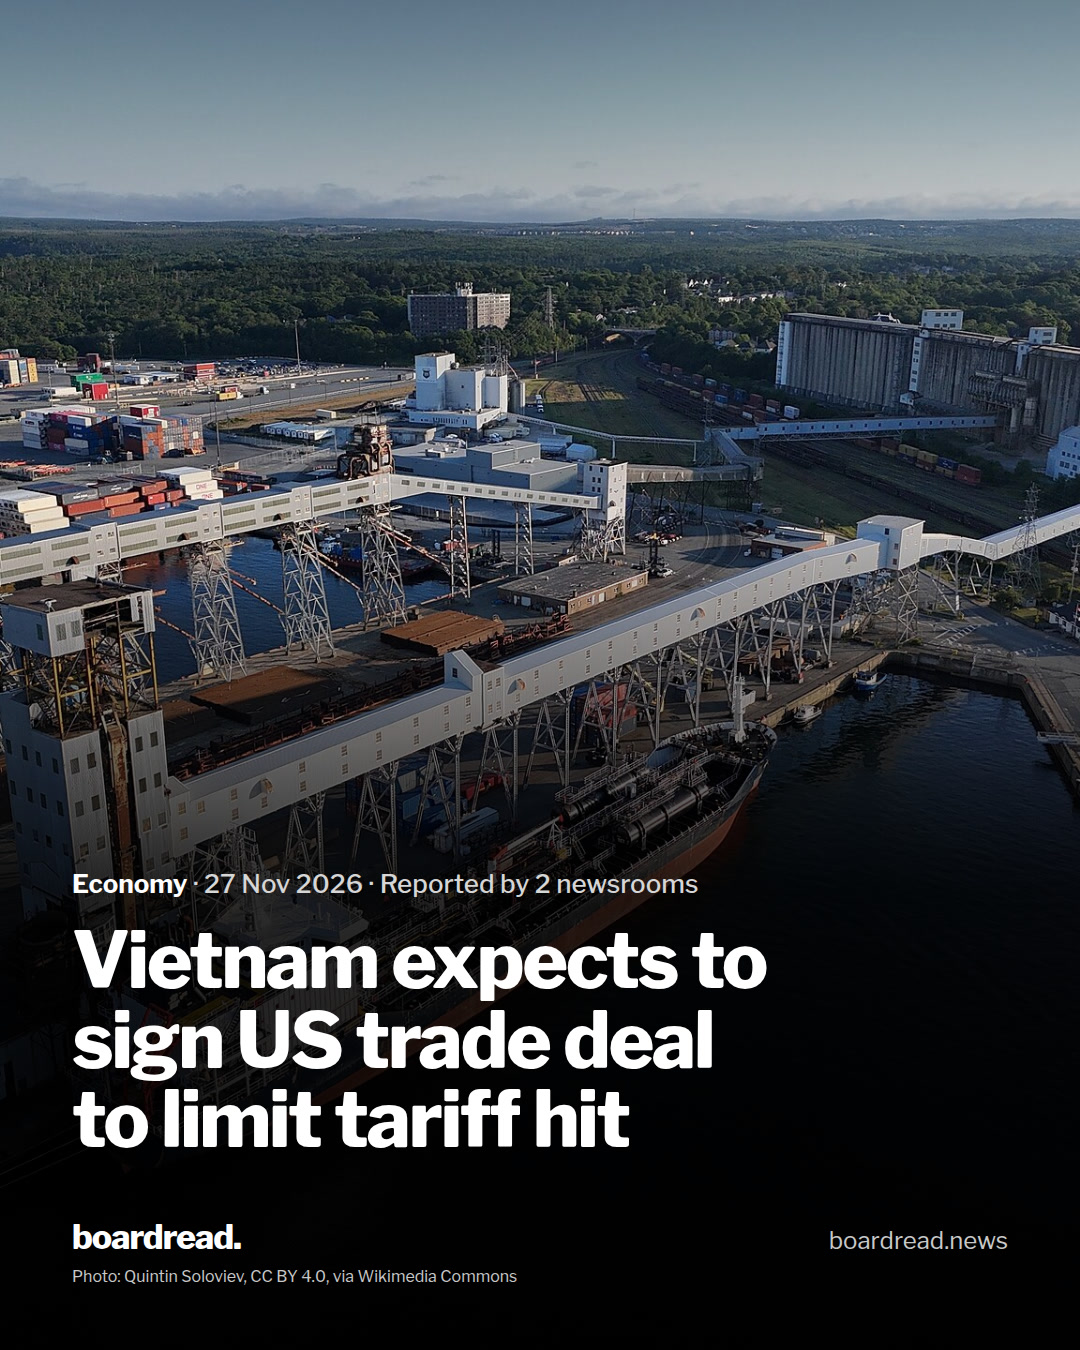 Economy · 27 Nov 2026 · Reported by 2 newsrooms
Vietnam expects to
sign US trade deal
to limit tariff hit
boardread.
boardread.news
Photo: Quintin Soloviev, CC BY 4.0, via Wikimedia Commons